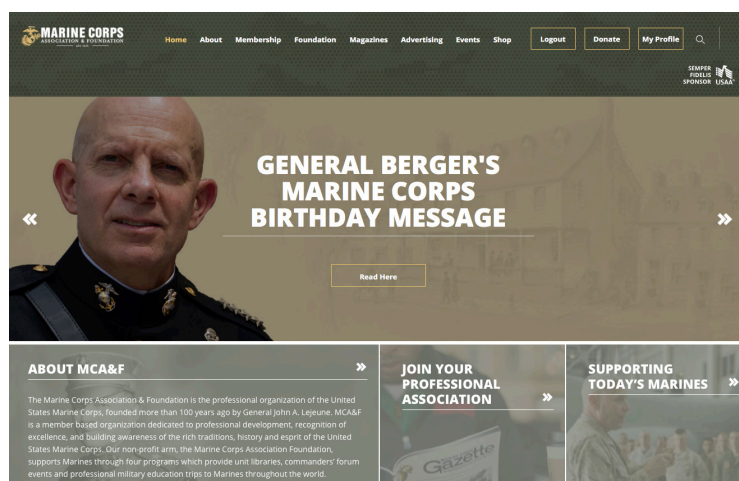 MARINE CORPS
ASSOCIATION & FOUNDATION
Home About Membership Foundation Magazines Advertising Events Shop Logout Donate My Profile
SEMPER
FIDELIS
SPONSOR USAA
GENERAL BERGER'S
MARINE CORPS
BIRTHDAY MESSAGE
Read Here
ABOUT MCA&F
The Marine Corps Association & Foundation is the professional organization of the United
States Marine Corps, founded more than 100 years ago by General John A. Lejeune. MCA&F
is a member based organization dedicated to professional development, recognition of
excellence, and building awareness of the rich traditions, history and esprit of the United
States Marine Corps. Our non-profit arm, the Marine Corps Association Foundation,
supports Marines through four programs which provide unit libraries, commanders' forum
events and professional military education trips to Marines throughout the world.
JOIN YOUR
PROFESSIONAL
ASSOCIATION
Gazette
SUPPORTING
TODAY'S MARINES